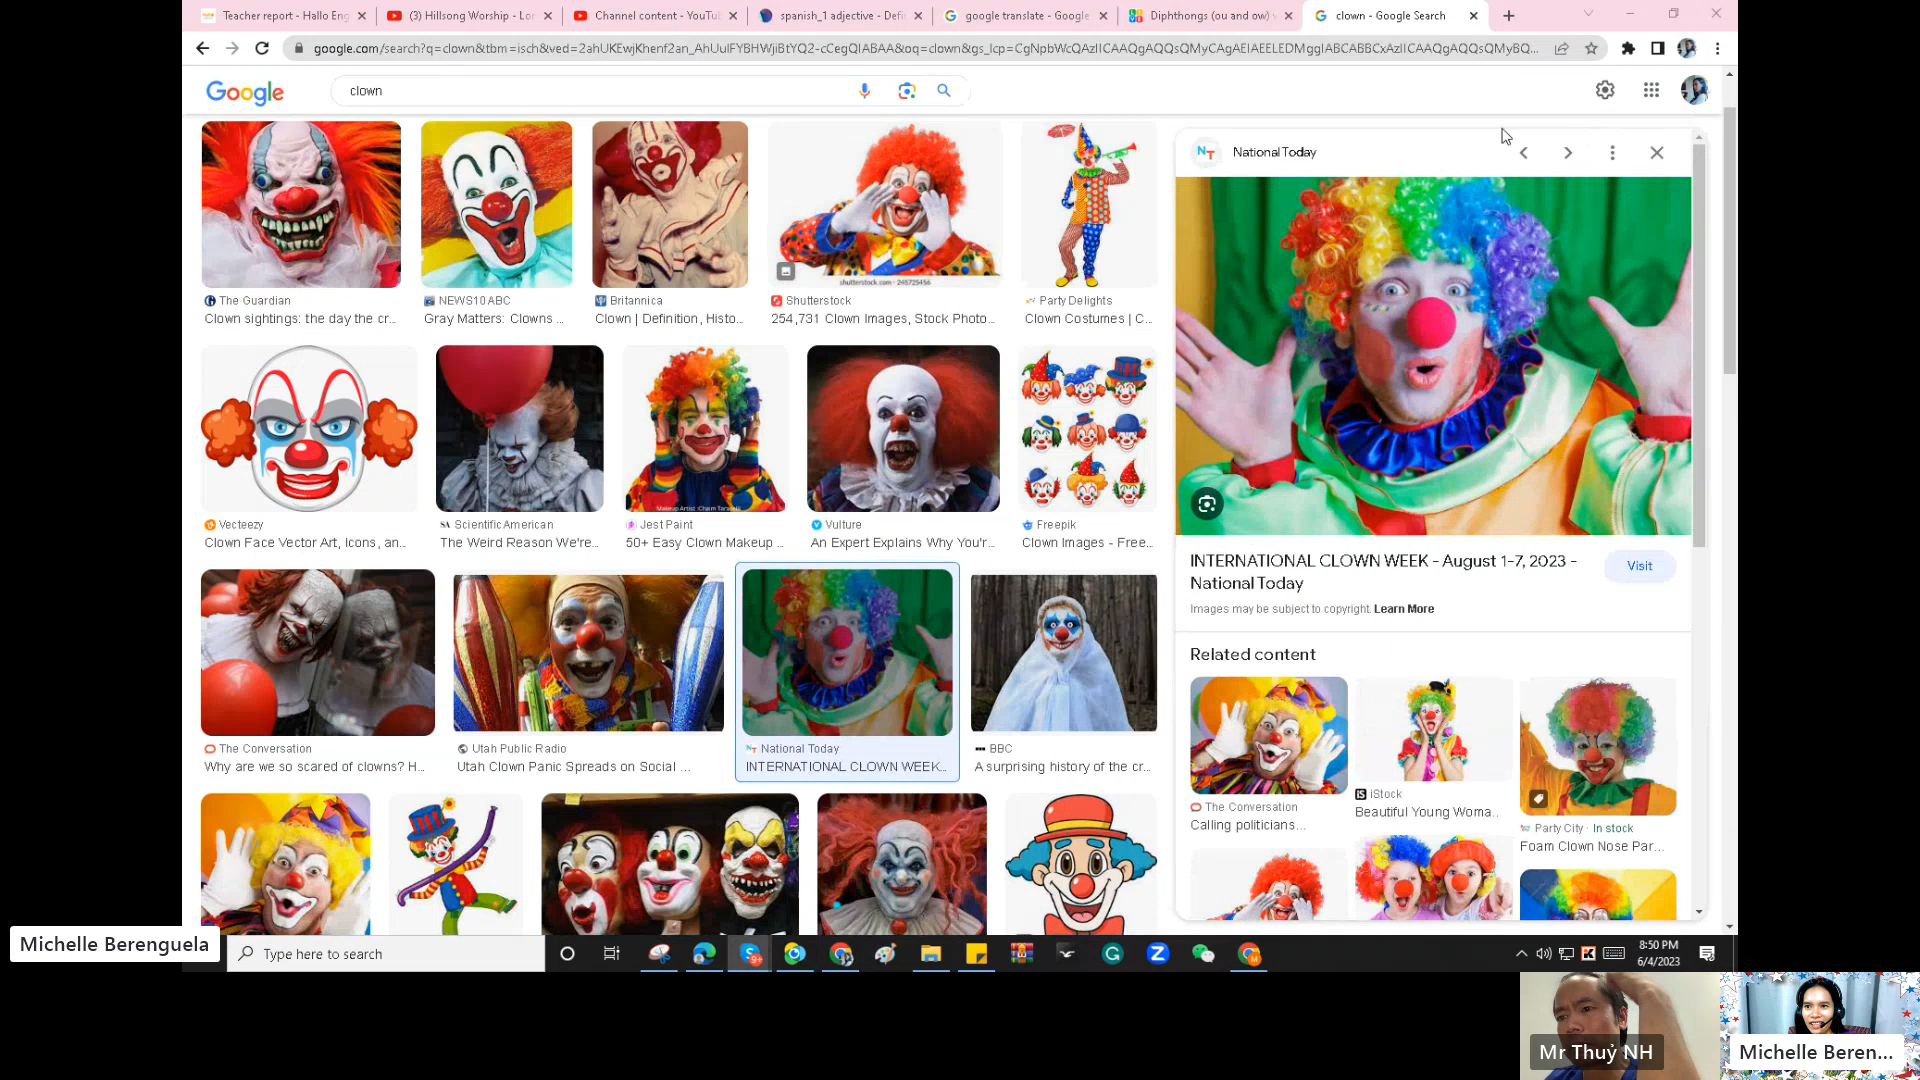 Teacher report - Hallo Eng
(3) Hillsong Worship - Lor
Channel content - YouTu
spanish_1 adjective - Defi
google translate - Google
Diphthongs (ou and ow)
clown - Google Search
google.com/search?q=clown&tbm=isch&ved=2ahUKEwjKhenf2an_AhUuIFYBHWjiBtYQ2-cCegQIABAA&oq=clown&gs_lcp=CgNpbWcQAzIICAAQgAQQsQMyCAgAEIAEELEDMggIABCABBCxAzIICAAQgAQQsQMyBQ...
Google
clown
NT
National Today
The Guardian
Clown sightings: the day the cr...
NEWS10 ABC
Gray Matters: Clowns ...
Britannica
Clown | Definition, Histo...
shutterstock.com · 245725456
Shutterstock
254,731 Clown Images, Stock Photo...
Party Delights
Clown Costumes | C...
Vecteezy
Clown Face Vector Art, Icons, an...
SA Scientific American
The Weird Reason We're...
Jest Paint
50+ Easy Clown Makeup ...
Vulture
An Expert Explains Why You'r...
Freepik
Clown Images - Free...
INTERNATIONAL CLOWN WEEK - August 1-7, 2023 -
National Today
Visit
Images may be subject to copyright. Learn More
Related content
The Conversation
Why are we so scared of clowns? H...
Utah Public Radio
Utah Clown Panic Spreads on Social ...
NT National Today
INTERNATIONAL CLOWN WEEK...
BBC
A surprising history of the cr...
The Conversation
Calling politicians...
iStock
Beautiful Young Woma..
Party City · In stock
Foam Clown Nose Par...
Michelle Berenguela
Type here to search
8:50 PM
6/4/2023
Mr Thuỷ NH
Michelle Beren...